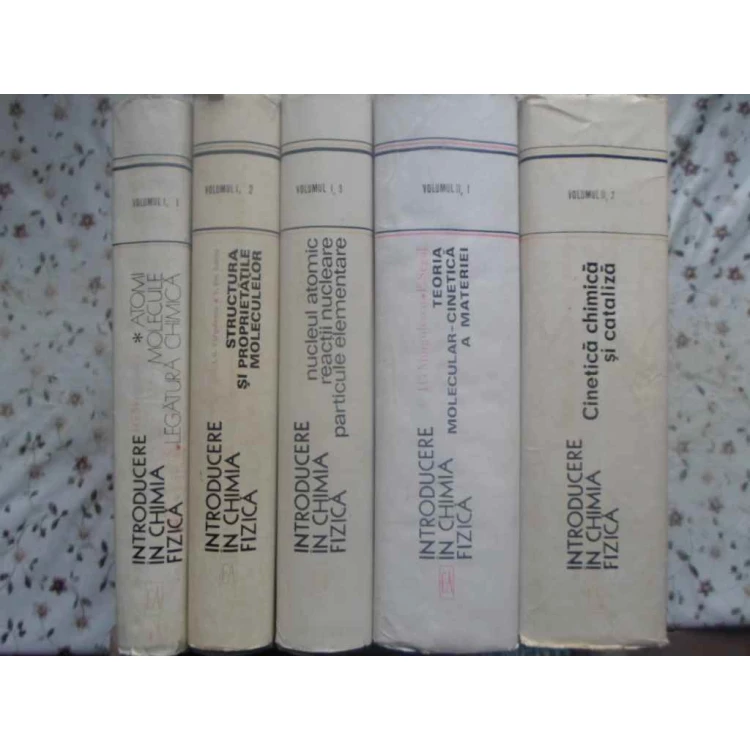 VOLUMUL I, 1
* ATOMI
MOLECULE
LEGĂTURĂ CHIMICĂ
INTRODUCERE
IN CHIMIA
FIZICĂ
VOLUMUL I, 2
STRUCTURA
ȘI PROPRIETĂȚILE
MOLECULELOR
INTRODUCERE
IN CHIMIA
FIZICĂ
VOLUMUL I, 3
nucleul atomic
reacții nucleare
particule elementare
INTRODUCERE
IN CHIMIA
FIZICĂ
VOLUMUL II, 1
TEORIA
MOLECULAR-CINETICĂ
A MATERIEI
INTRODUCERE
IN CHIMIA
FIZICĂ
VOLUMUL II, 2
Cinetică chimică
și cataliză
INTRODUCERE
IN CHIMIA
FIZICĂ